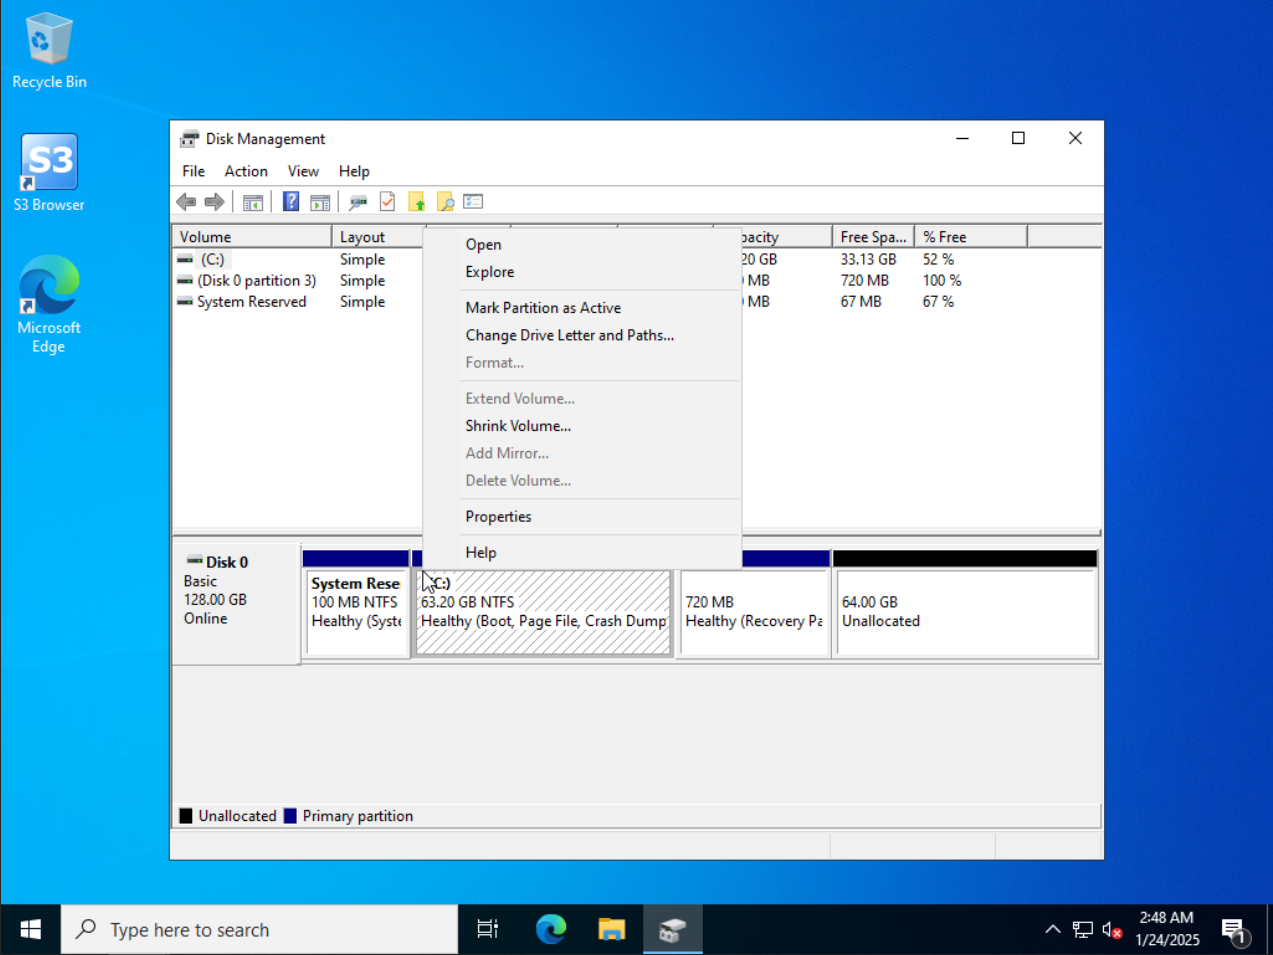 Recycle Bin
S3
S3 Browser
Microsoft
Edge
Disk Management
File Action View Help
Volume Layout pacity Free Spa... % Free
(C:) Simple 20 GB 33.13 GB 52 %
(Disk 0 partition 3) Simple MB 720 MB 100 %
System Reserved Simple MB 67 MB 67 %
Open
Explore
Mark Partition as Active
Change Drive Letter and Paths...
Format...
Extend Volume...
Shrink Volume...
Add Mirror...
Delete Volume...
Properties
Help
Disk 0
Basic
128.00 GB
Online
System Rese
100 MB NTFS
Healthy (Syste
(C:)
63.20 GB NTFS
Healthy (Boot, Page File, Crash Dump
720 MB
Healthy (Recovery Pa
64.00 GB
Unallocated
Unallocated Primary partition
Type here to search
2:48 AM
1/24/2025
1